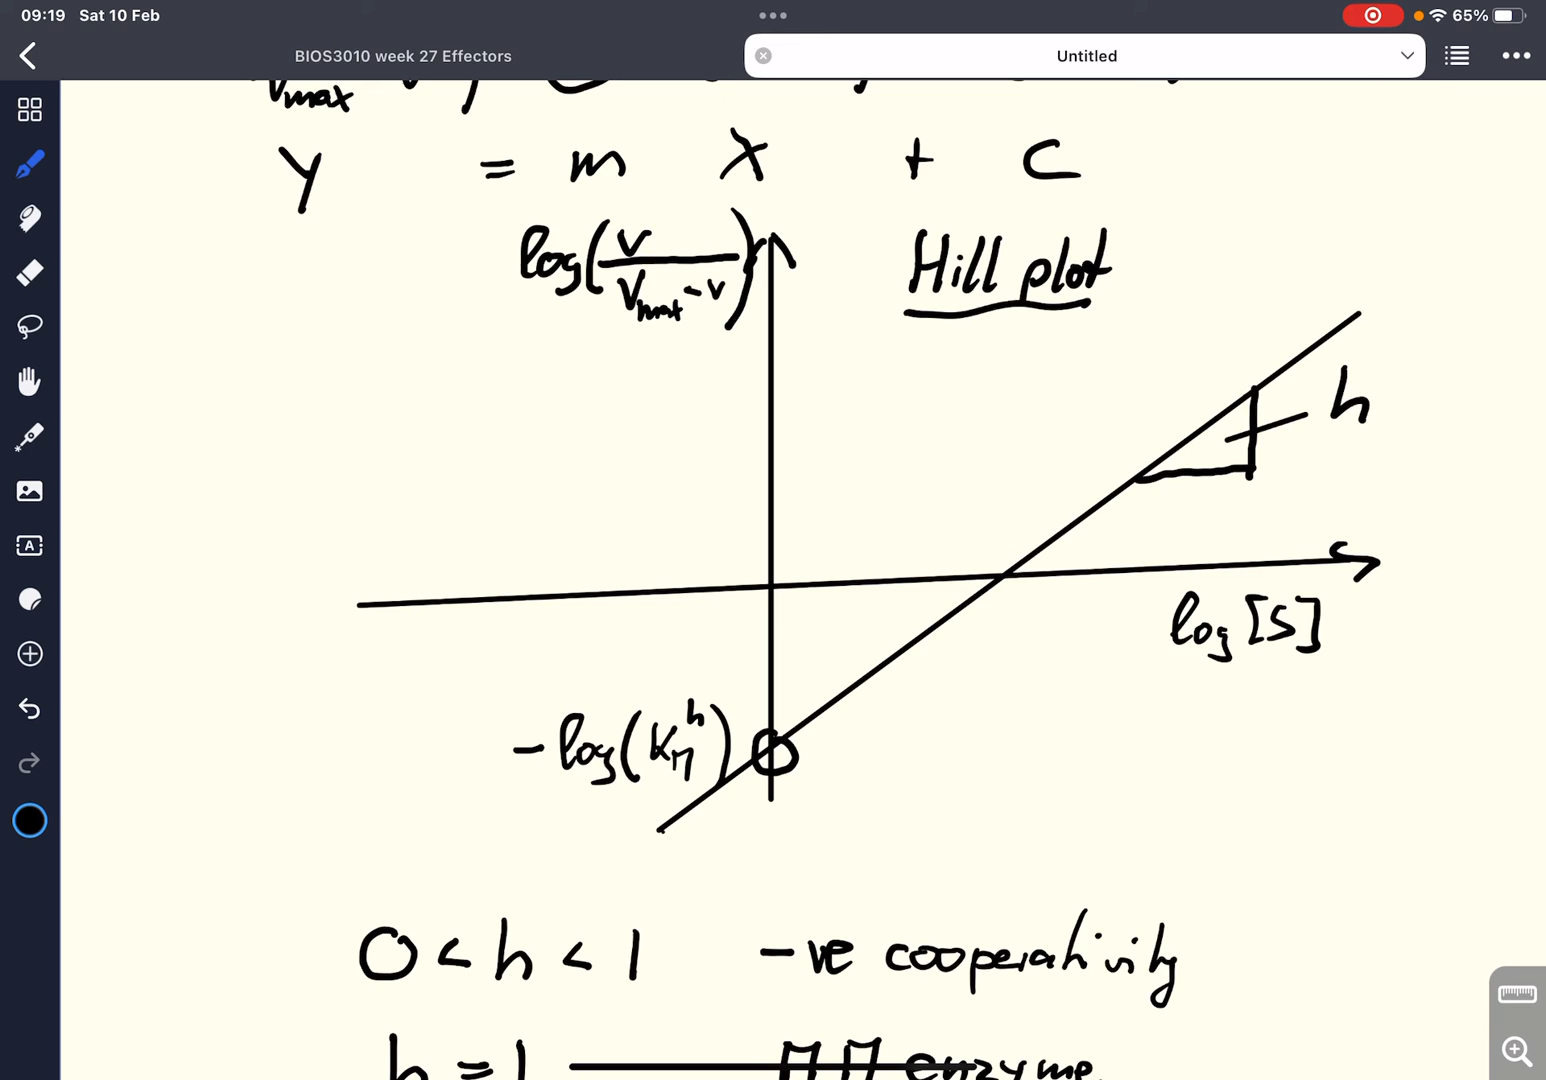 09:19 Sat 10 Feb
65%
BIOS3010 week 27 Effectors
Untitled
Vmax
y = m x + c
log(v / Vmax - v)
Hill plot
h
log [S]
-log(KM^h)
0 < h < 1 -ve cooperativity
h = 1 MM enzyme